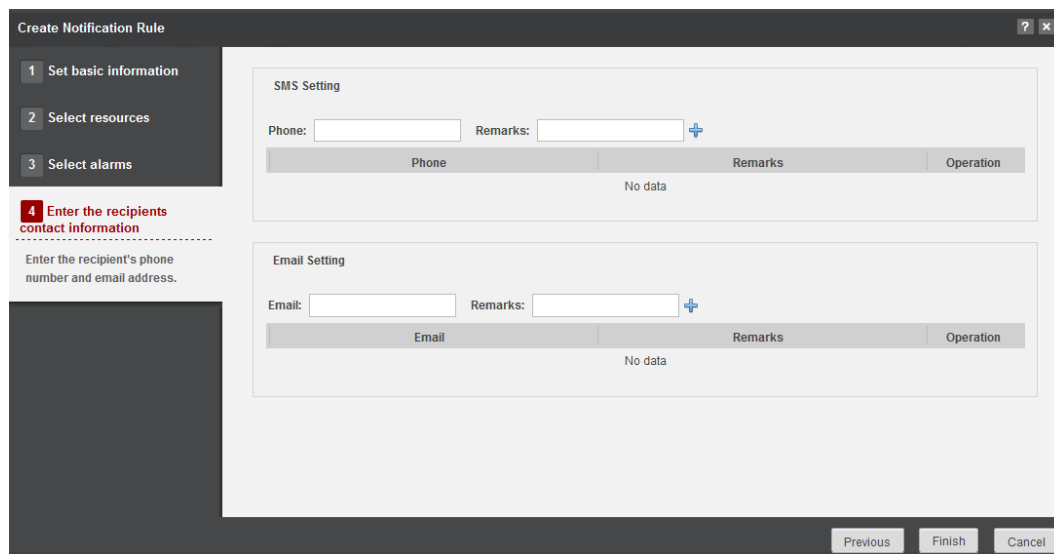 Create Notification Rule
? ×
1 Set basic information
2 Select resources
3 Select alarms
4 Enter the recipients
contact information
Enter the recipient's phone
number and email address.
SMS Setting
Phone: Remarks:
Phone Remarks Operation
No data
Email Setting
Email: Remarks:
Email Remarks Operation
No data
Previous Finish Cancel